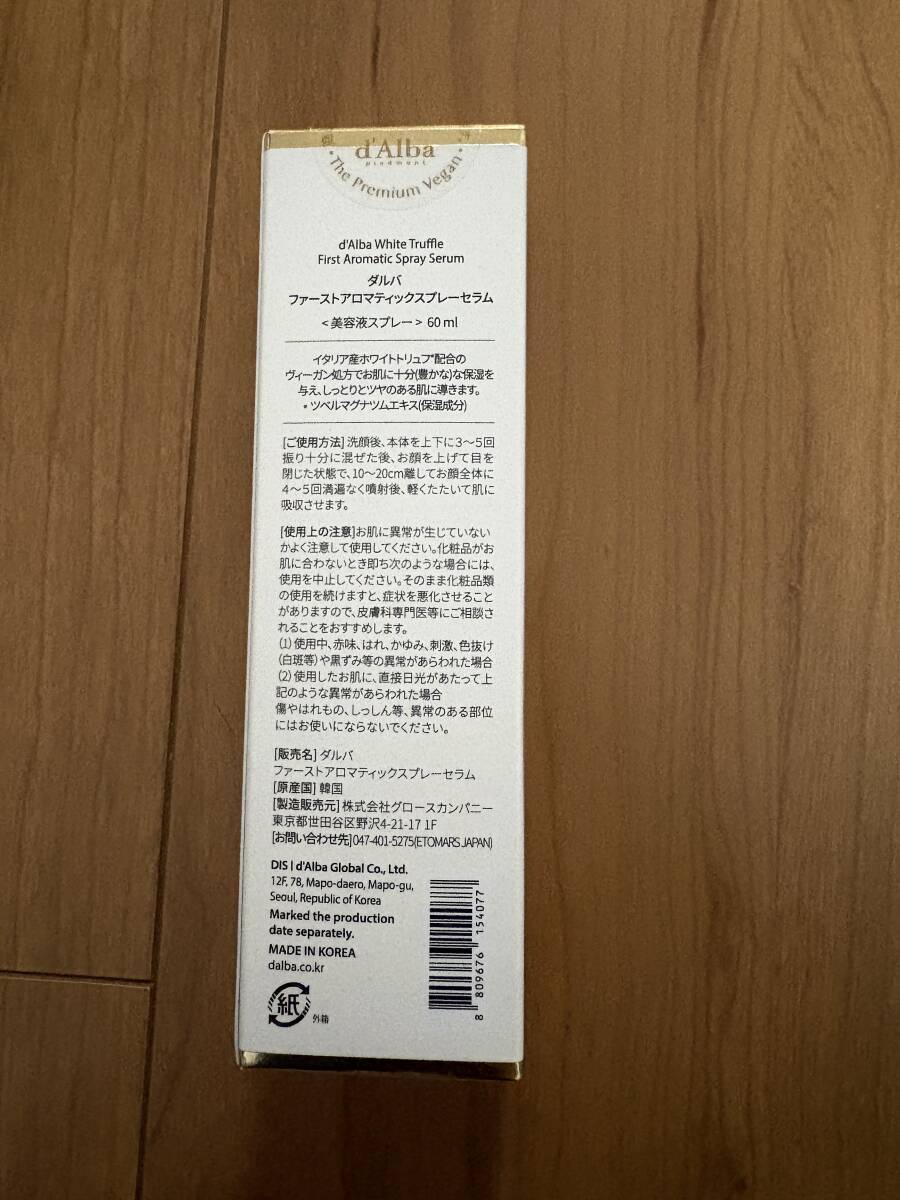 d'Alba
piedmont
The Premium Vegan
d'Alba White Truffle
First Aromatic Spray Serum
ダルバ
ファーストアロマティックスプレーセラム
<美容液スプレー> 60 ml
イタリア産ホワイトトリュフ*配合の
ヴィーガン処方でお肌に十分(豊かな)な保湿を
与え、しっとりとツヤのある肌に導きます。
* ツベルマグナツムエキス(保湿成分)
[ご使用方法] 洗顔後、本体を上下に3〜5回
振り十分に混ぜた後、お顔を上げて目を
閉じた状態で、10〜20cm離してお顔全体に
4〜5回満遍なく噴射後、軽くたたいて肌に
吸収させます。
[使用上の注意]お肌に異常が生じていない
かよく注意して使用してください。化粧品がお
肌に合わないとき即ち次のような場合には、
使用を中止してください。そのまま化粧品類
の使用を続けますと、症状を悪化させること
がありますので、皮膚科専門医等にご相談さ
れることをおすすめします。
(1) 使用中、赤味、はれ、かゆみ、刺激、色抜け
(白斑等)や黒ずみ等の異常があらわれた場合
(2) 使用したお肌に、直接日光があたって上
記のような異常があらわれた場合
傷やはれもの、しっしん等、異常のある部位
にはお使いにならないでください。
[販売名] ダルバ
ファーストアロマティックスプレーセラム
[原産国] 韓国
[製造販売元] 株式会社グロースカンパニー
東京都世田谷区野沢4-21-17 1F
[お問い合わせ先]047-401-5275(ETOMARS JAPAN)
DIS l d'Alba Global Co., Ltd.
12F, 78, Mapo-daero, Mapo-gu,
Seoul, Republic of Korea
Marked the production
date separately.
MADE IN KOREA
dalba.co.kr
紙
外箱
8 809676 154077